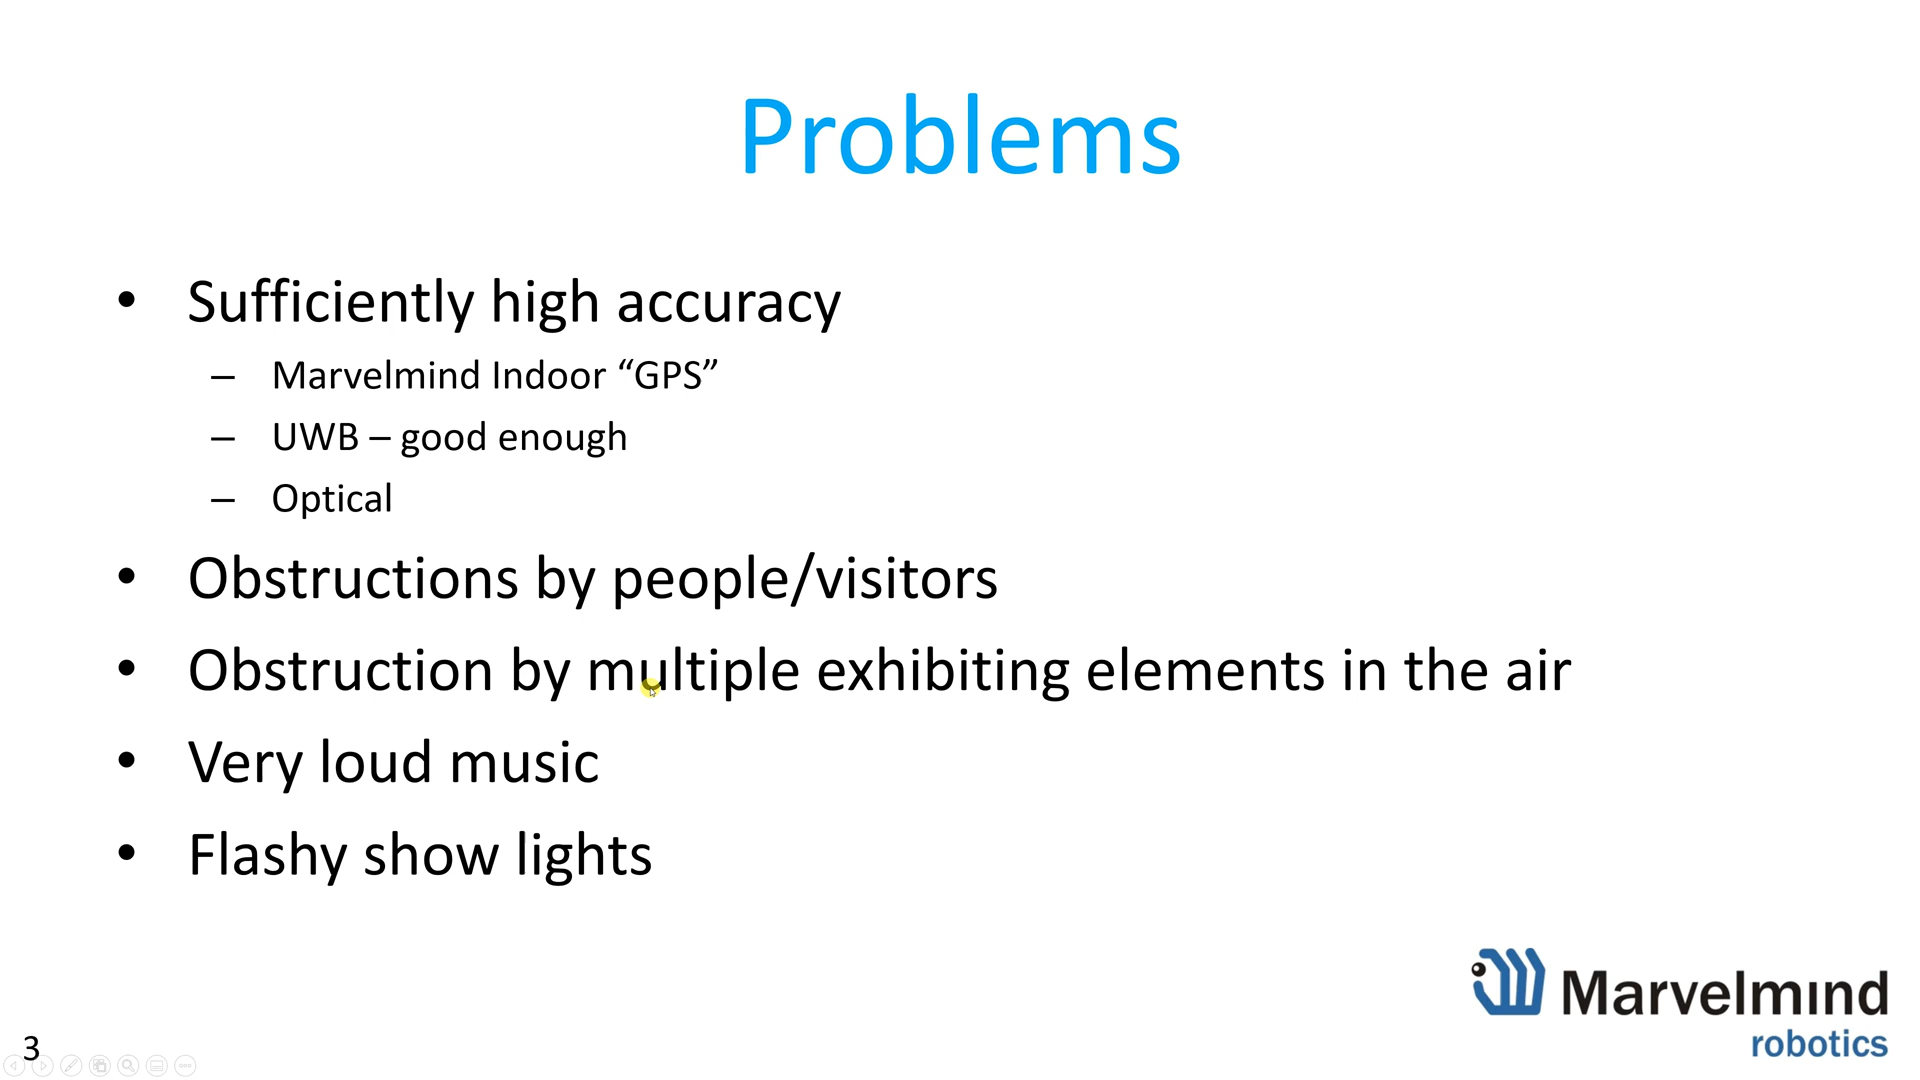 Problems
• Sufficiently high accuracy
– Marvelmind Indoor “GPS”
– UWB – good enough
– Optical
• Obstructions by people/visitors
• Obstruction by multiple exhibiting elements in the air
• Very loud music
• Flashy show lights
Marvelmind
robotics
3